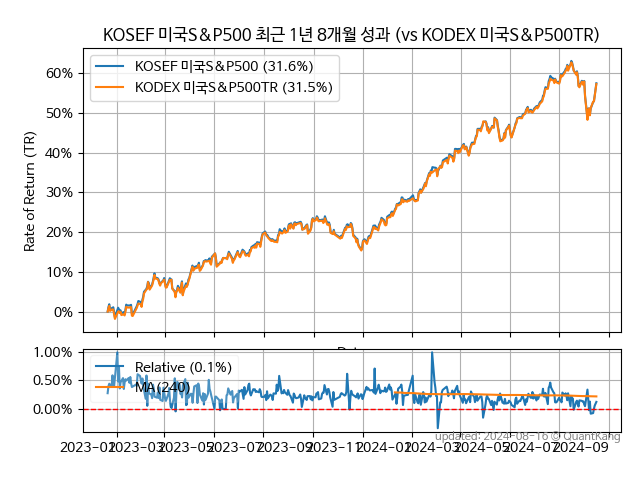 KOSEF 미국S&P500 최근 1년 8개월 성과 (vs KODEX 미국S&P500TR)
KOSEF 미국S&P500 (31.6%)
KODEX 미국S&P500TR (31.5%)
Rate of Return (TR)
60%
50%
40%
30%
20%
10%
0%
1.00%
0.50%
0.00%
Relative (0.1%)
MA(240)
2023-01 2023-03 2023-05 2023-07 2023-09 2023-11 2024-01 2024-03 2024-05 2024-07 2024-09
updated: 2024-08-16 © QuantKang